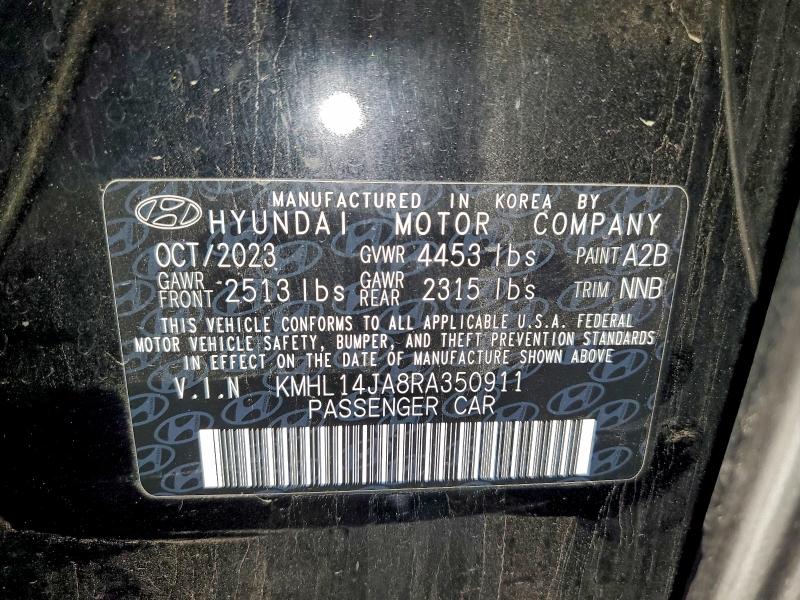 MANUFACTURED IN KOREA BY
HYUNDAI MOTOR COMPANY
OCT/2023 GVWR 4453 lbs PAINT A2B
GAWR FRONT 2513 lbs GAWR REAR 2315 lbs TRIM NNB
THIS VEHICLE CONFORMS TO ALL APPLICABLE U.S.A. FEDERAL
MOTOR VEHICLE SAFETY, BUMPER, AND THEFT PREVENTION STANDARDS
IN EFFECT ON THE DATE OF MANUFACTURE SHOWN ABOVE
V.I.N KMHL14JA8RA350911
PASSENGER CAR